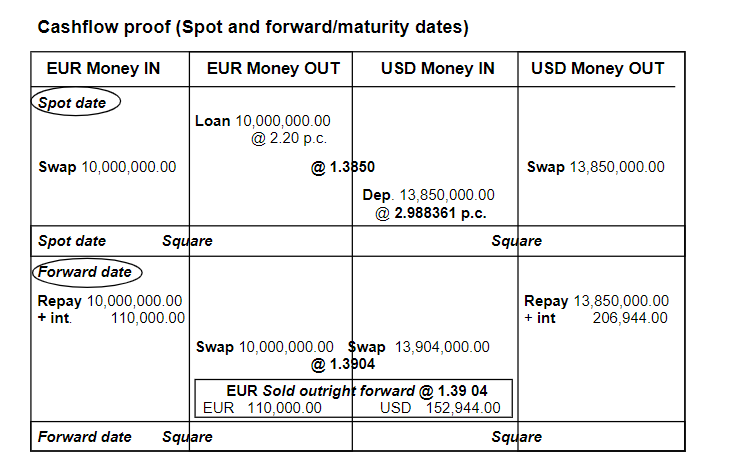 Cashflow proof (Spot and forward/maturity dates)
EUR Money IN EUR Money OUT USD Money IN USD Money OUT
Spot date
Loan 10,000,000.00
@ 2.20 p.c.
Swap 10,000,000.00 @ 1.3850 Swap 13,850,000.00
Dep. 13,850,000.00
@ 2.988361 p.c.
Spot date Square Square
Forward date
Repay 10,000,000.00 Repay 13,850,000.00
+ int. 110,000.00 + int 206,944.00
Swap 10,000,000.00 Swap 13,904,000.00
@ 1.3904
EUR Sold outright forward @ 1.39 04
EUR 110,000.00 USD 152,944.00
Forward date Square Square